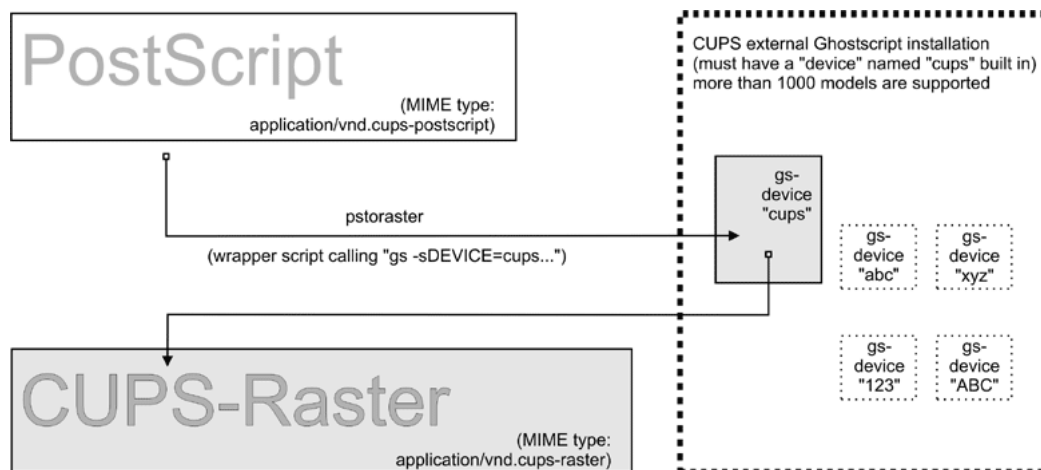 PostScript
(MIME type:
application/vnd.cups-postscript)
CUPS external Ghostscript installation
(must have a "device" named "cups" built in)
more than 1000 models are supported
gs-
device
"cups"
pstoraster
(wrapper script calling "gs -sDEVICE=cups...")
gs-
device
"abc"
gs-
device
"xyz"
gs-
device
"123"
gs-
device
"ABC"
CUPS-Raster
(MIME type:
application/vnd.cups-raster)